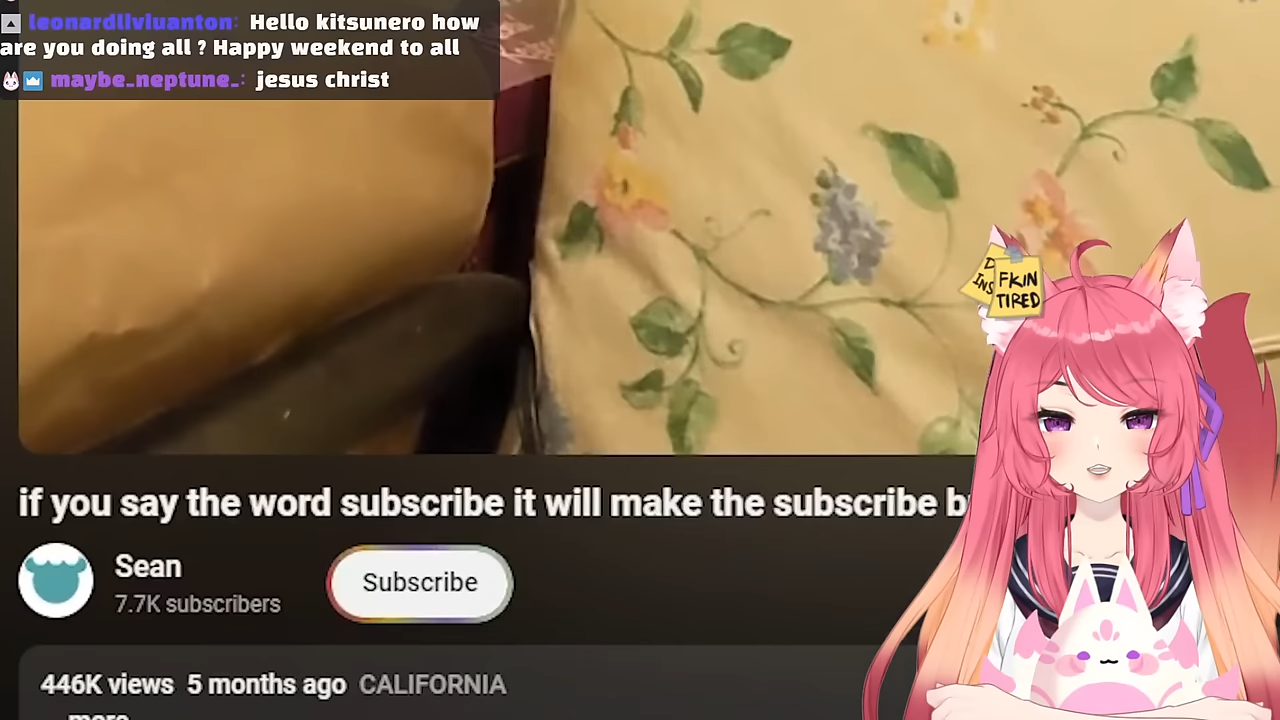 leonardliviuanton: Hello kitsunero how
are you doing all ? Happy weekend to all
maybe_neptune_: jesus christ
FKIN
TIRED
if you say the word subscribe it will make the subscribe
Sean
7.7K subscribers
Subscribe
446K views 5 months ago CALIFORNIA
...more